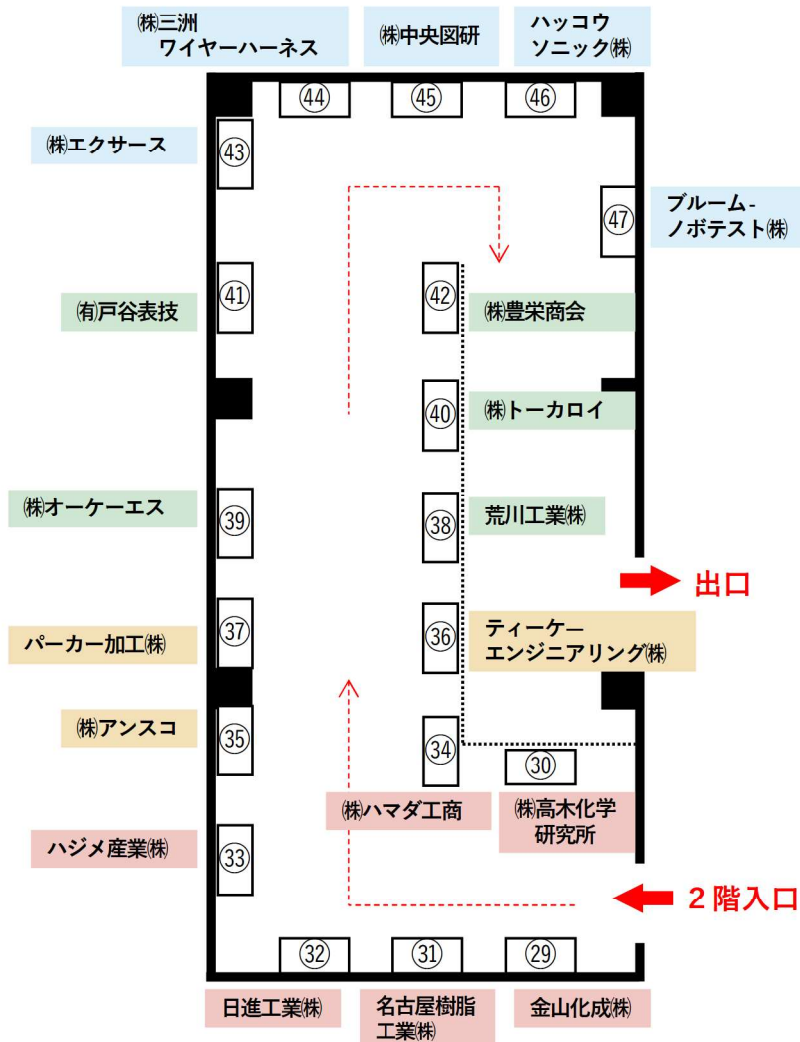 ㈱三洲
ワイヤーハーネス
㈱中央図研
ハッコウ
ソニック㈱
㊹
㊺
㊻
㈱エクサース
㊸
㊼
ブルーム-
ノボテスト㈱
㈲戸谷表技
㊶
㊷
㈱豊栄商会
㊵
㈱トーカロイ
㈱オーケーエス
㊴
㊳
荒川工業㈱
出口
パーカー加工㈱
㊲
㊱
ティーケー
エンジニアリング㈱
㈱アンスコ
㉟
㉞
㉚
㈱ハマダ工商
㈱高木化学
研究所
ハジメ産業㈱
㉝
２階入口
㉜
㉛
㉙
日進工業㈱
名古屋樹脂
工業㈱
金山化成㈱